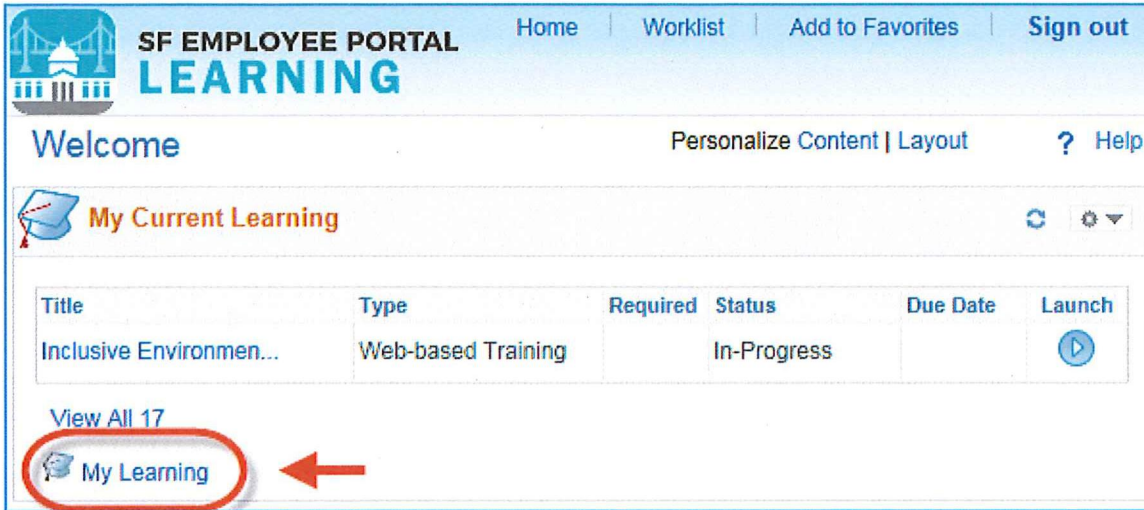 SF EMPLOYEE PORTAL
LEARNING
Home | Worklist | Add to Favorites | Sign out
Welcome
Personalize Content | Layout
? Help
My Current Learning
Title Type Required Status Due Date Launch
Inclusive Environmen... Web-based Training In-Progress
View All 17
My Learning